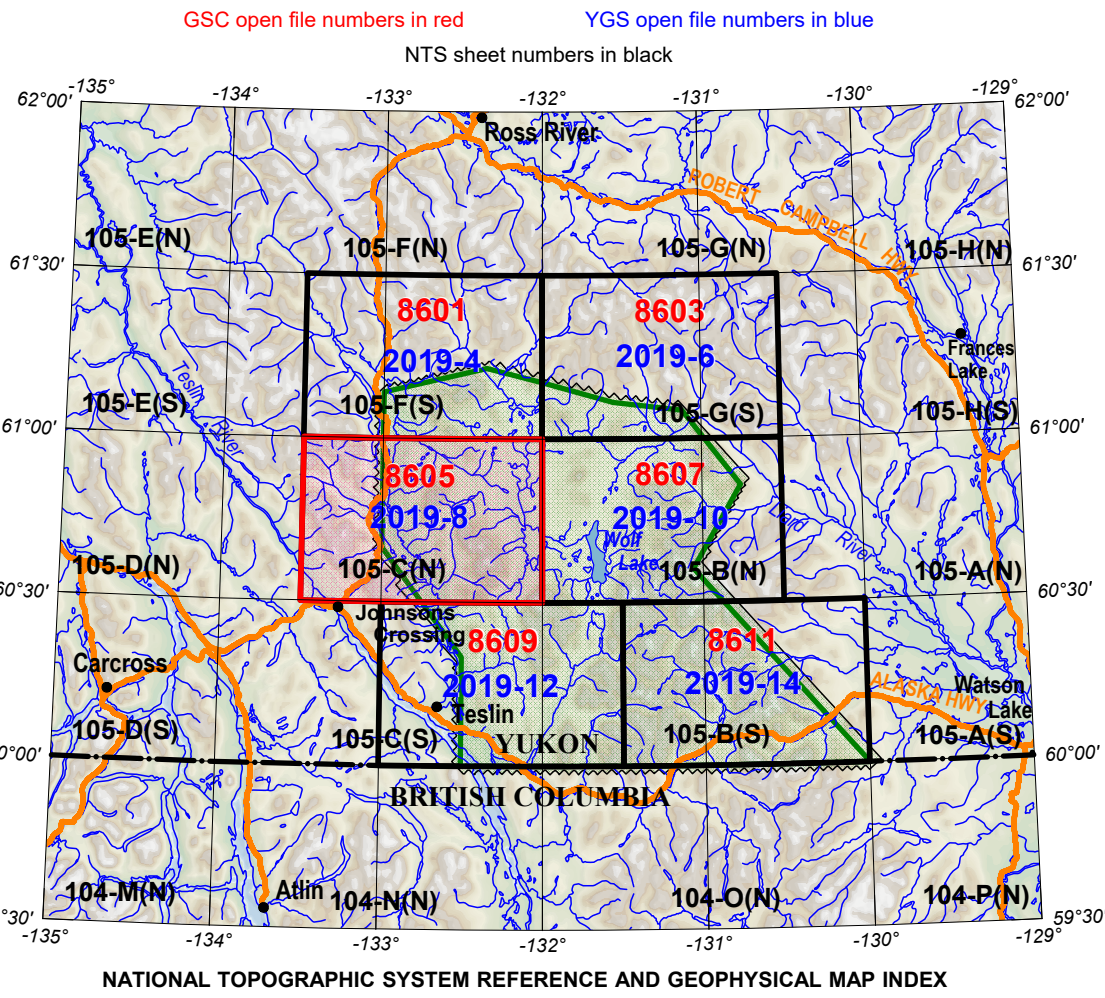 GSC open file numbers in red
YGS open file numbers in blue
NTS sheet numbers in black
-135°
-134°
-133°
-132°
-131°
-130°
-129°
62°00'
62°00'
Ross River
ROBERT CAMPBELL HWY
105-E(N)
105-F(N)
105-G(N)
105-H(N)
61°30'
61°30'
8601
8603
2019-4
2019-6
Frances
Lake
Teslin
River
105-E(S)
105-F(S)
105-G(S)
105-H(S)
61°00'
61°00'
8605
8607
2019-8
2019-10
Wolf
Lake
River
105-D(N)
105-C(N)
105-B(N)
105-A(N)
60°30'
Johnsons
Crossing
8609
8611
Carcross
2019-12
2019-14
ALASKA HWY
Watson
Lake
Teslin
105-D(S)
105-C(S)
YUKON
105-B(S)
105-A(S)
0°00'
60°00'
BRITISH COLUMBIA
104-M(N)
Atlin
104-N(N)
104-O(N)
104-P(N)
°30'
59°30'
-135°
-134°
-133°
-132°
-131°
-130°
-129°
NATIONAL TOPOGRAPHIC SYSTEM REFERENCE AND GEOPHYSICAL MAP INDEX